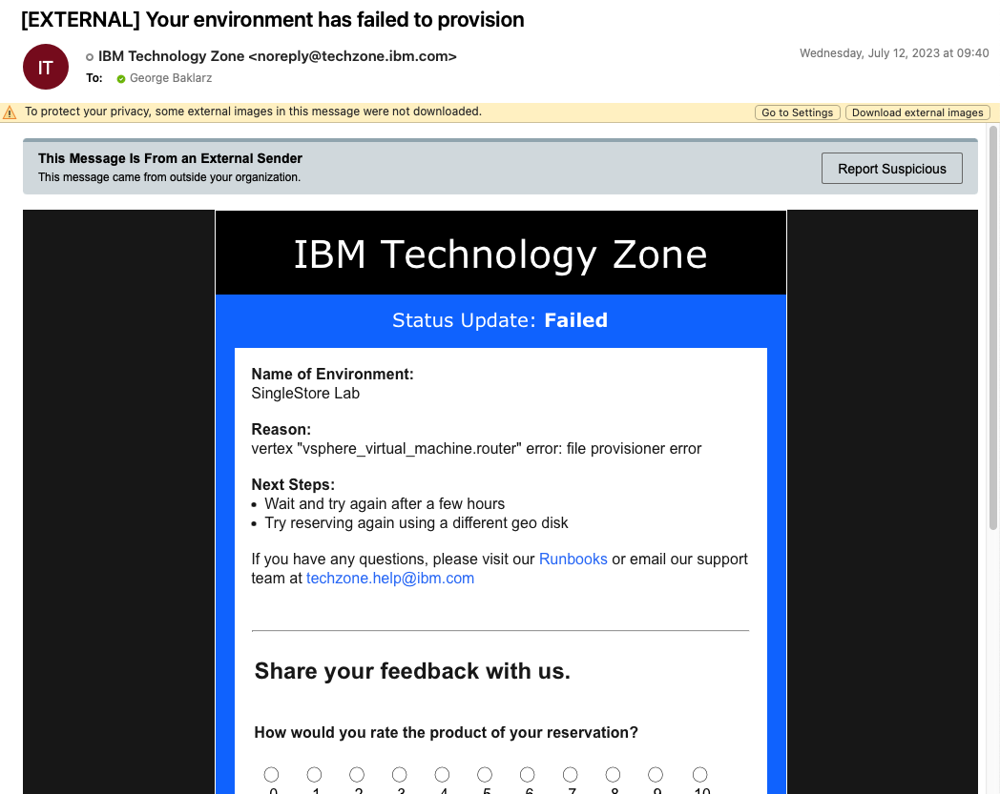 [EXTERNAL] Your environment has failed to provision
IT
IBM Technology Zone <noreply@techzone.ibm.com>
Wednesday, July 12, 2023 at 09:40
To: George Baklarz
To protect your privacy, some external images in this message were not downloaded.
Go to Settings
Download external images
This Message Is From an External Sender
This message came from outside your organization.
Report Suspicious
IBM Technology Zone
Status Update: Failed
Name of Environment:
SingleStore Lab
Reason:
vertex "vsphere_virtual_machine.router" error: file provisioner error
Next Steps:
• Wait and try again after a few hours
• Try reserving again using a different geo disk
If you have any questions, please visit our Runbooks or email our support
team at techzone.help@ibm.com
Share your feedback with us.
How would you rate the product of your reservation?
0 1 2 3 4 5 6 7 8 9 10